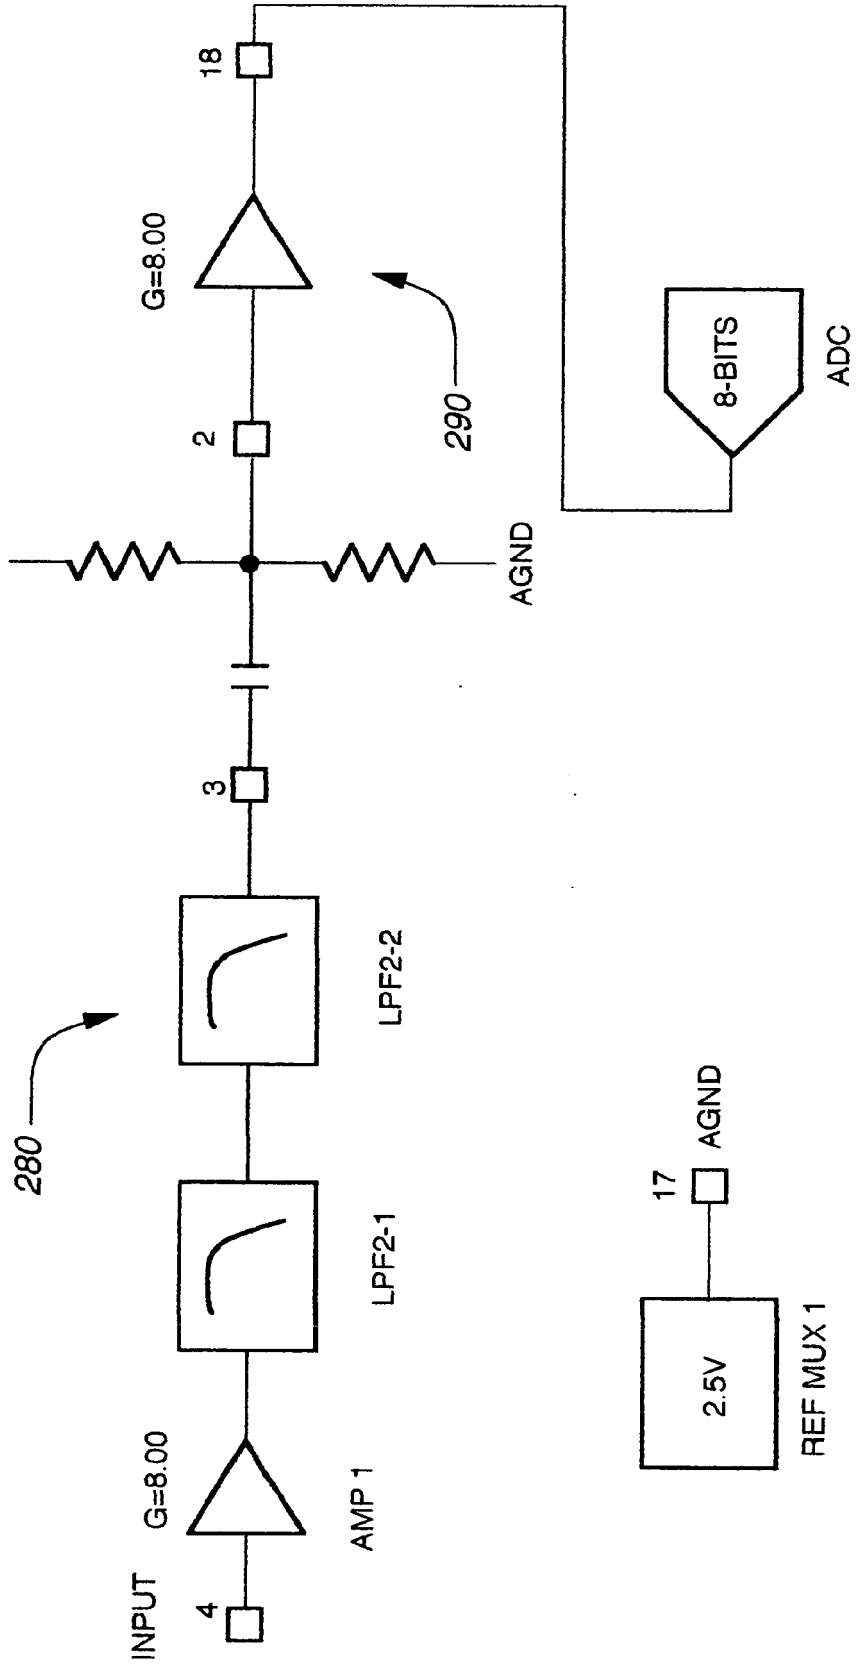 INPUT
4
G=8.00
AMP 1
LPF2-1
280
LPF2-2
3
AGND
2
G=8.00
290
18
8-BITS
ADC
2.5V
REF MUX 1
17
AGND